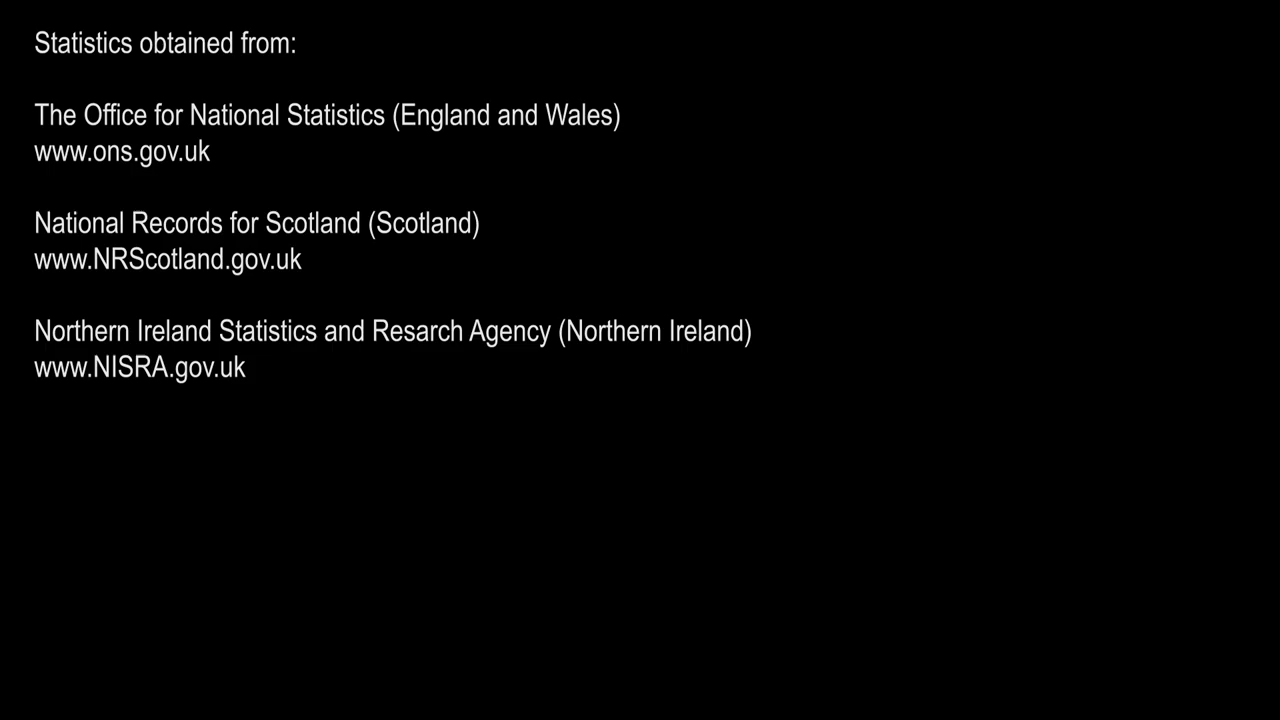 Statistics obtained from:
The Office for National Statistics (England and Wales)
www.ons.gov.uk
National Records for Scotland (Scotland)
www.NRScotland.gov.uk
Northern Ireland Statistics and Resarch Agency (Northern Ireland)
www.NISRA.gov.uk